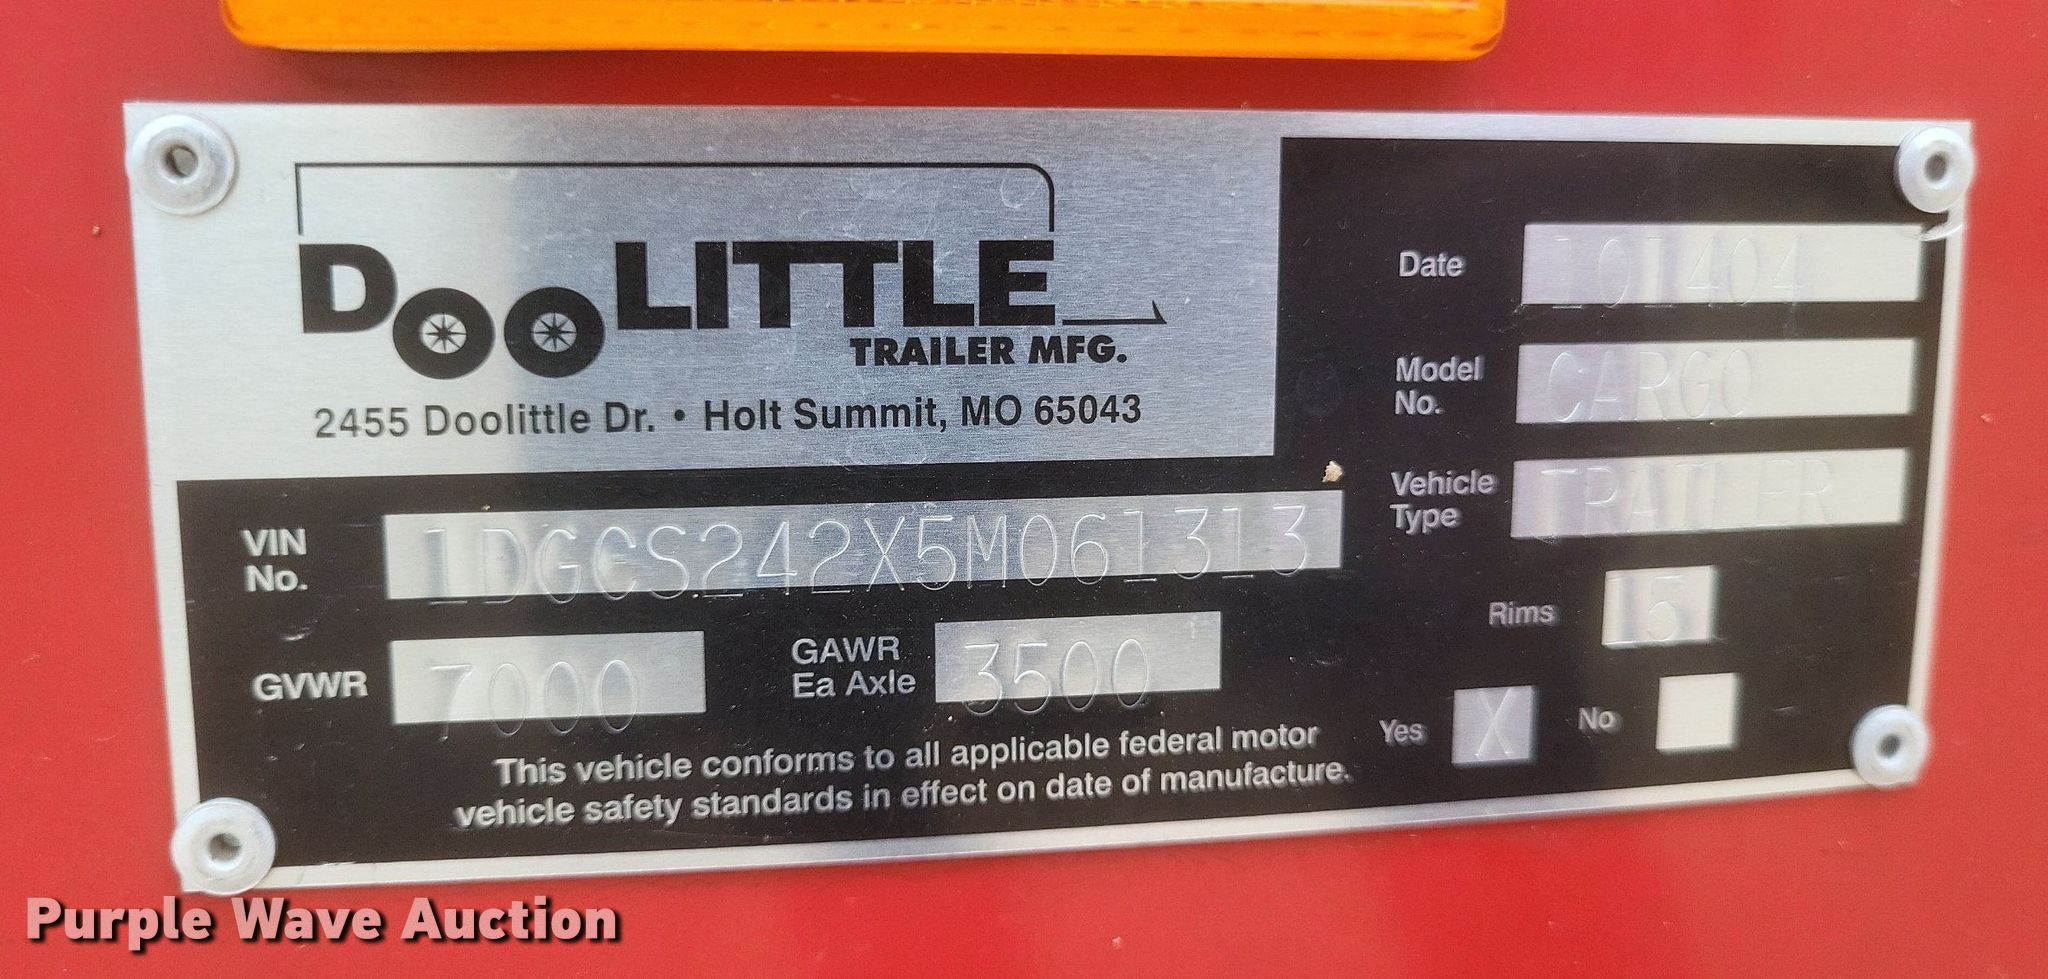 DOOLITTLE
TRAILER MFG.
2455 Doolittle Dr. • Holt Summit, MO 65043
Date 101404
Model No. CARGO
Vehicle Type TRAILER
VIN No. 1DGCS242X5M061313
Rims 15
GVWR 7000 GAWR Ea Axle 3500
Yes X No
This vehicle conforms to all applicable federal motor
vehicle safety standards in effect on date of manufacture.
Purple Wave Auction